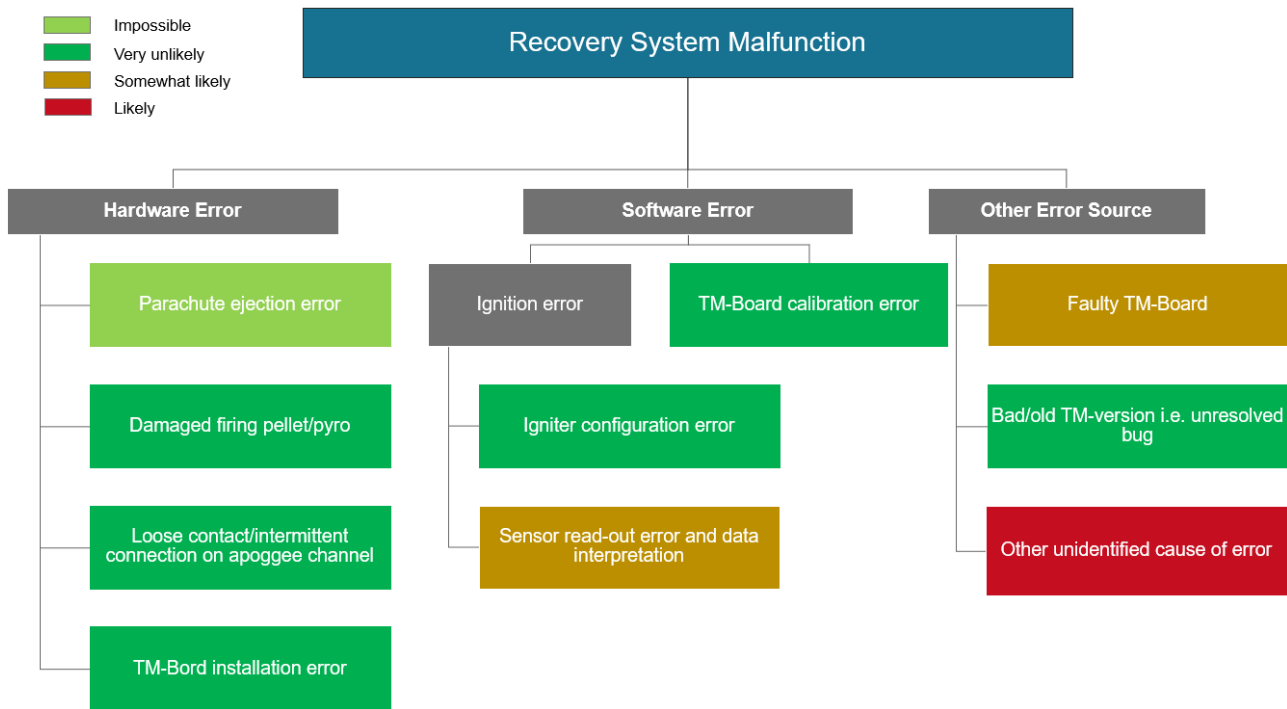 Impossible
Very unlikely
Somewhat likely
Likely
Recovery System Malfunction
Hardware Error
Software Error
Other Error Source
Parachute ejection error
Ignition error
TM-Board calibration error
Faulty TM-Board
Damaged firing pellet/pyro
Igniter configuration error
Bad/old TM-version i.e. unresolved
bug
Loose contact/intermittent
connection on apoggee channel
Sensor read-out error and data
interpretation
Other unidentified cause of error
TM-Bord installation error